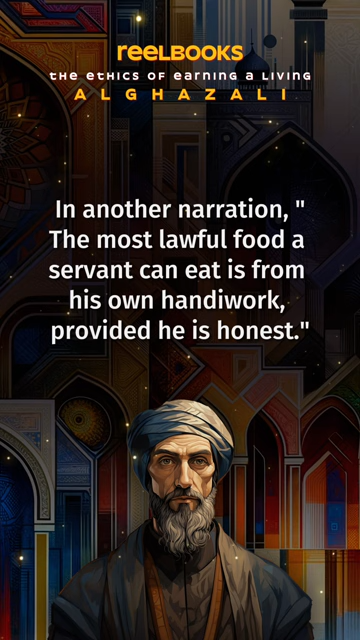 reelBOOKS
the ethics of earning a living
ALGHAZALI
In another narration, "
The most lawful food a
servant can eat is from
his own handiwork,
provided he is honest."